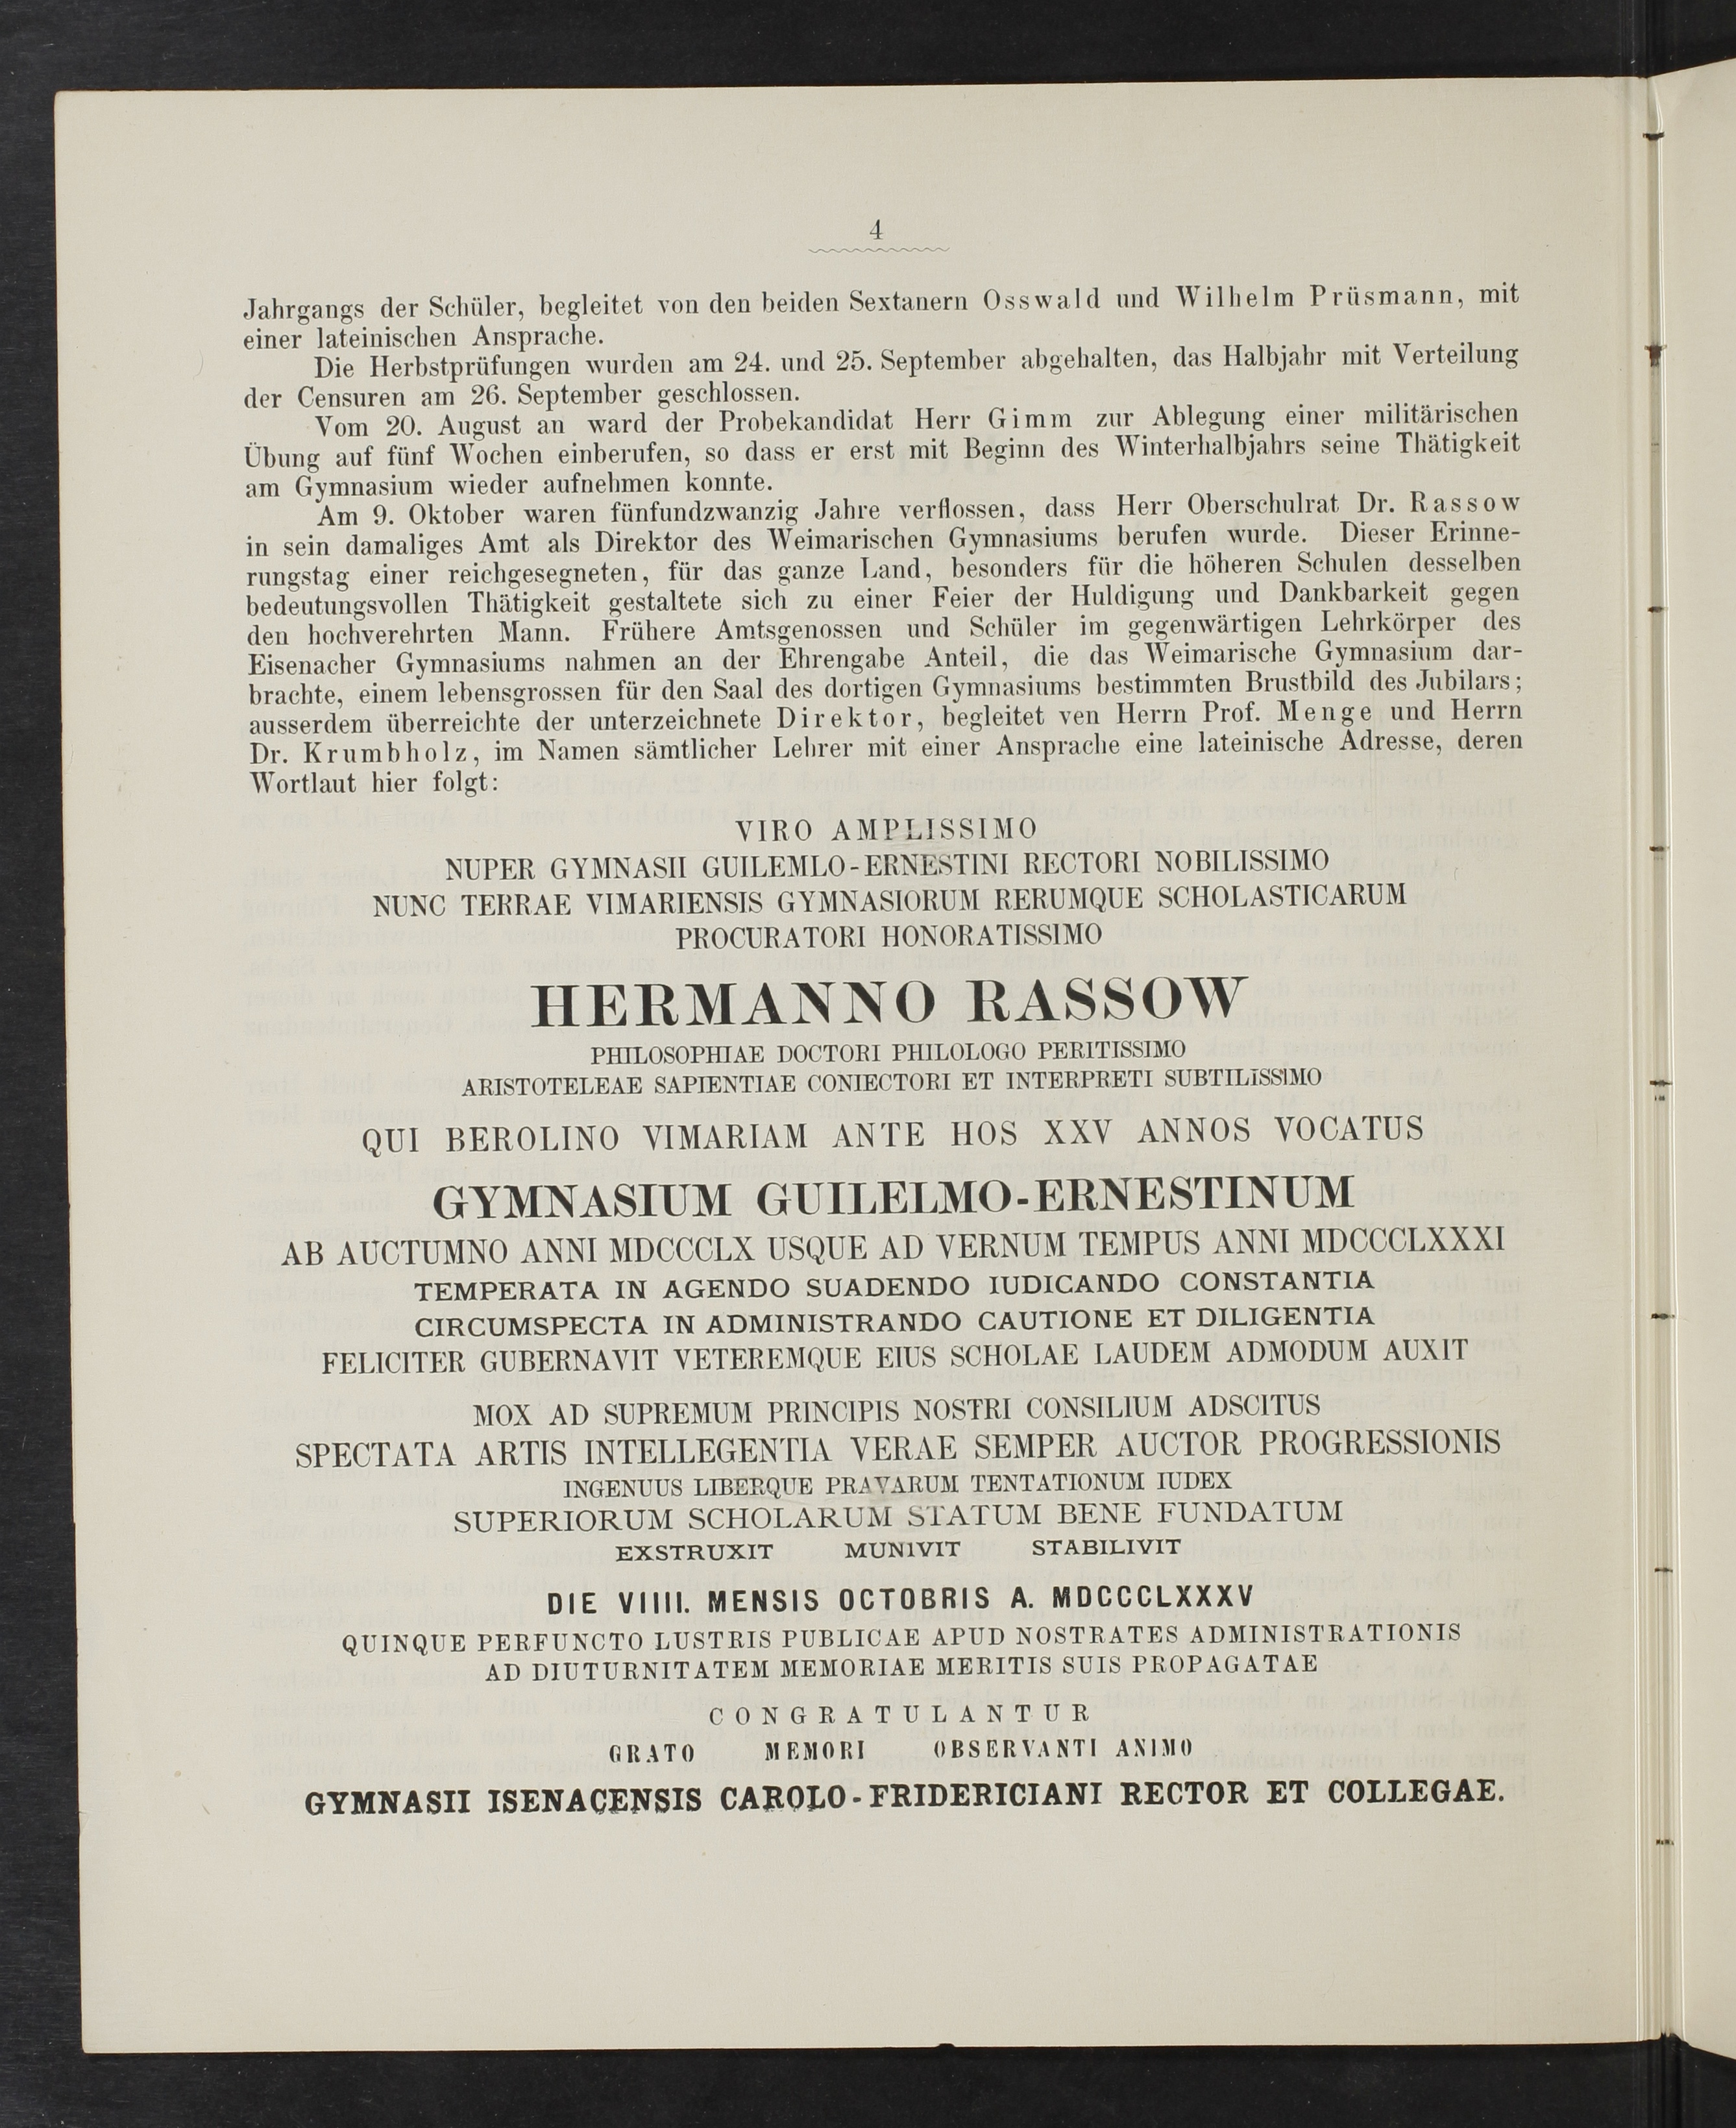 4
Jahrgangs der Schüler, begleitet von den beiden Sextanern Osswald und Wilhelm Prüsmann, mit
einer lateinischen Ansprache.
Die Herbstprüfungen wurden am 24. und 25. September abgehalten, das Halbjahr mit Verteilung
der Censuren am 26. September geschlossen.
Vom 20. August an ward der Probekandidat Herr Gimm zur Ablegung einer militärischen
Übung auf fünf Wochen einberufen, so dass er erst mit Beginn des Winterhalbjahrs seine Thätigkeit
am Gymnasium wieder aufnehmen konnte.
Am 9. Oktober waren fünfundzwanzig Jahre verflossen, dass Herr Oberschulrat Dr. Rassow
in sein damaliges Amt als Direktor des Weimarischen Gymnasiums berufen wurde. Dieser Erinne-
rungstag einer reichgesegneten, für das ganze Land, besonders für die höheren Schulen desselben
bedeutungsvollen Thätigkeit gestaltete sich zu einer Feier der Huldigung und Dankbarkeit gegen
den hochverehrten Mann. Frühere Amtsgenossen und Schüler im gegenwärtigen Lehrkörper des
Eisenacher Gymnasiums nahmen an der Ehrengabe Anteil, die das Weimarische Gymnasium dar-
brachte, einem lebensgrossen für den Saal des dortigen Gymnasiums bestimmten Brustbild des Jubilars;
ausserdem überreichte der unterzeichnete Direktor, begleitet ven Herrn Prof. Menge und Herrn
Dr. Krumbholz, im Namen sämtlicher Lehrer mit einer Ansprache eine lateinische Adresse, deren
Wortlaut hier folgt:
VIRO AMPLISSIMO
NUPER GYMNASII GUILEMLO-ERNESTINI RECTORI NOBILISSIMO
NUNC TERRAE VIMARIENSIS GYMNASIORUM RERUMQUE SCHOLASTICARUM
PROCURATORI HONORATISSIMO
HERMANNO RASSOW
PHILOSOPHIAE DOCTORI PHILOLOGO PERITISSIMO
ARISTOTELEAE SAPIENTIAE CONIECTORI ET INTERPRETI SUBTILISSIMO
QUI BEROLINO VIMARIAM ANTE HOS XXV ANNOS VOCATUS
GYMNASIUM GUILELMO-ERNESTINUM
AB AUCTUMNO ANNI MDCCCLX USQUE AD VERNUM TEMPUS ANNI MDCCCLXXXI
TEMPERATA IN AGENDO SUADENDO IUDICANDO CONSTANTIA
CIRCUMSPECTA IN ADMINISTRANDO CAUTIONE ET DILIGENTIA
FELICITER GUBERNAVIT VETEREMQUE EIUS SCHOLAE LAUDEM ADMODUM AUXIT
MOX AD SUPREMUM PRINCIPIS NOSTRI CONSILIUM ADSCITUS
SPECTATA ARTIS INTELLEGENTIA VERAE SEMPER AUCTOR PROGRESSIONIS
INGENUUS LIBERQUE PRAVARUM TENTATIONUM IUDEX
SUPERIORUM SCHOLARUM STATUM BENE FUNDATUM
EXSTRUXIT MUNIVIT STABILIVIT
DIE VIIII. MENSIS OCTOBRIS A. MDCCCLXXXV
QUINQUE PERFUNCTO LUSTRIS PUBLICAE APUD NOSTRATES ADMINISTRATIONIS
AD DIUTURNITATEM MEMORIAE MERITIS SUIS PROPAGATAE
CONGRATULANTUR
GRATO MEMORI OBSERVANTI ANIMO
GYMNASII ISENACENSIS CAROLO-FRIDERICIANI RECTOR ET COLLEGAE.